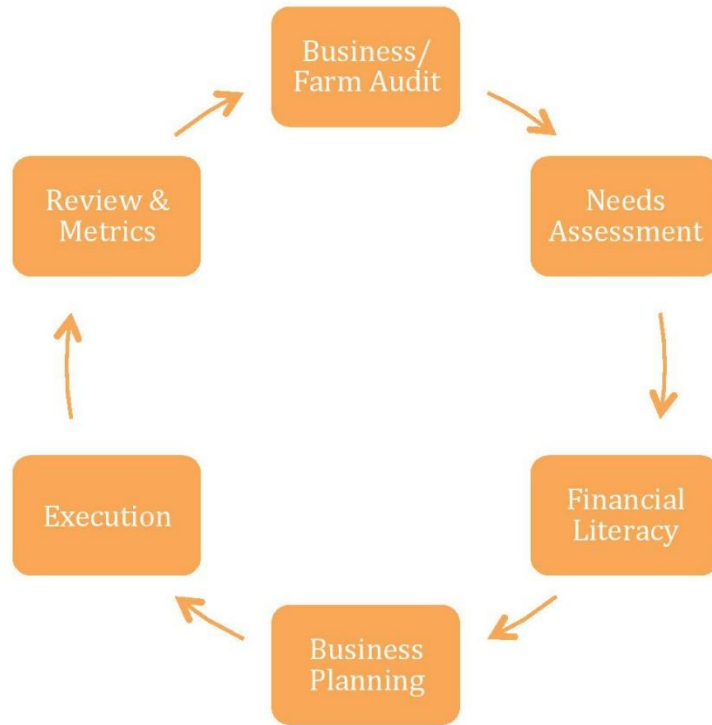 Business/
Farm Audit
Needs
Assessment
Financial
Literacy
Business
Planning
Execution
Review &
Metrics